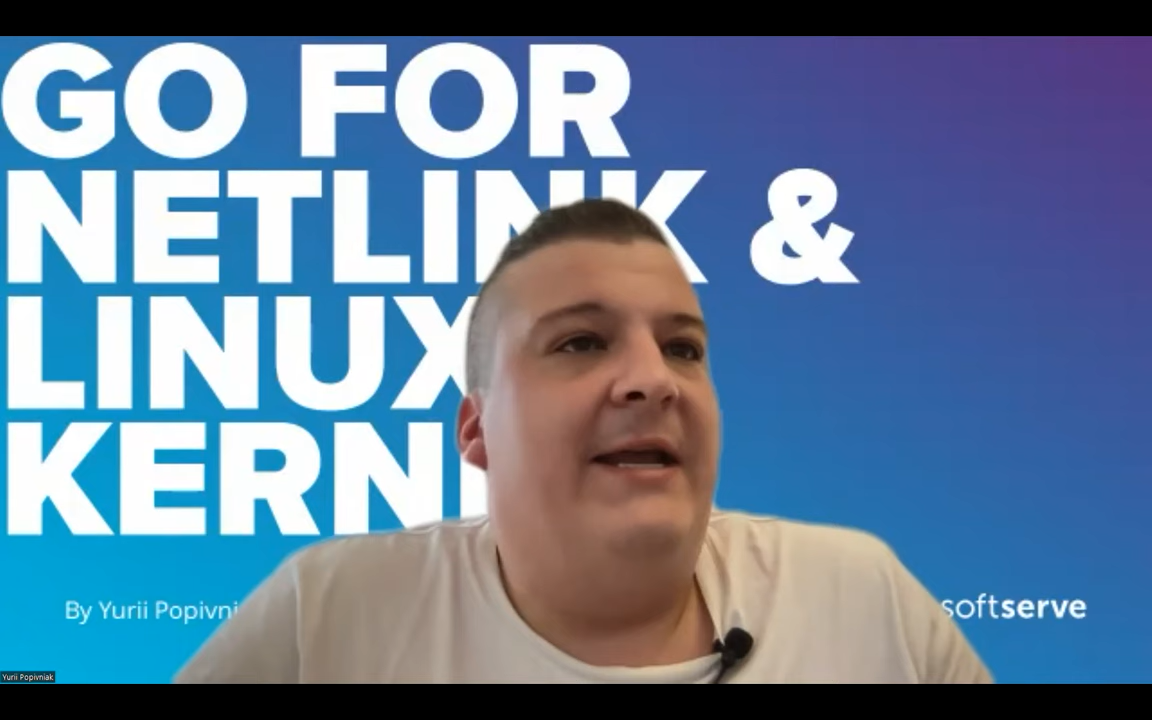 GO FOR
NETLINK &
LINUX
KERN
By Yurii Popivni
softserve
Yurii Popivniak